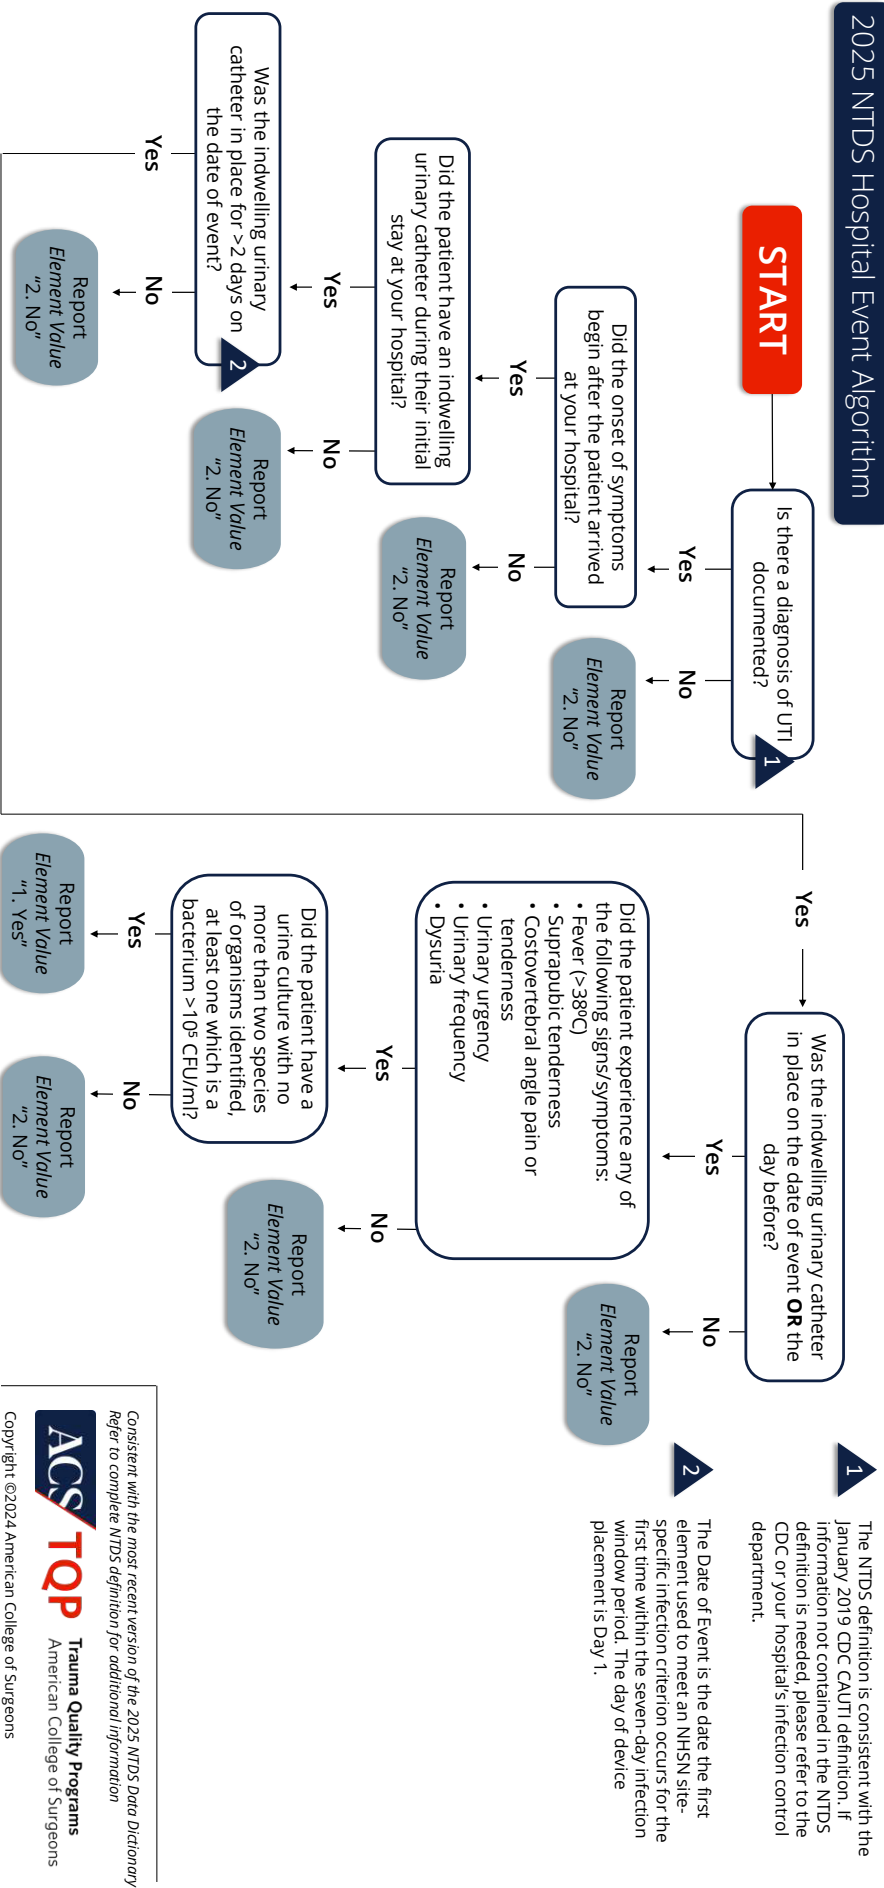 2025 NTDS Hospital Event Algorithm
START
Is there a diagnosis of UTI
documented?
1
Yes
No
Report
Element Value
“2. No”
Did the onset of symptoms
begin after the patient arrived
at your hospital?
Yes
No
Report
Element Value
“2. No”
Did the patient have an indwelling
urinary catheter during their initial
stay at your hospital?
Yes
No
Report
Element Value
“2. No”
Was the indwelling urinary
catheter in place for >2 days on
the date of event?
2
Yes
No
Report
Element Value
“2. No”
Yes
Was the indwelling urinary catheter
in place on the date of event OR the
day before?
Yes
No
Report
Element Value
“2. No”
Did the patient experience any of
the following signs/symptoms:
• Fever (>38⁰C)
• Suprapubic tenderness
• Costovertebral angle pain or
tenderness
• Urinary urgency
• Urinary frequency
• Dysuria
Yes
No
Report
Element Value
“2. No”
Did the patient have a
urine culture with no
more than two species
of organisms identified,
at least one which is a
bacterium >10⁵ CFU/ml?
Yes
No
Report
Element Value
“1. Yes”
Report
Element Value
“2. No”
1
The NTDS definition is consistent with the
January 2019 CDC CAUTI definition. If
information not contained in the NTDS
definition is needed, please refer to the
CDC or your hospital’s infection control
department.
2
The Date of Event is the date the first
element used to meet an NHSN site-
specific infection criterion occurs for the
first time within the seven-day infection
window period. The day of device
placement is Day 1.
Consistent with the most recent version of the 2025 NTDS Data Dictionary
Refer to complete NTDS definition for additional information
ACS TQP
Trauma Quality Programs
American College of Surgeons
Copyright ©2024 American College of Surgeons